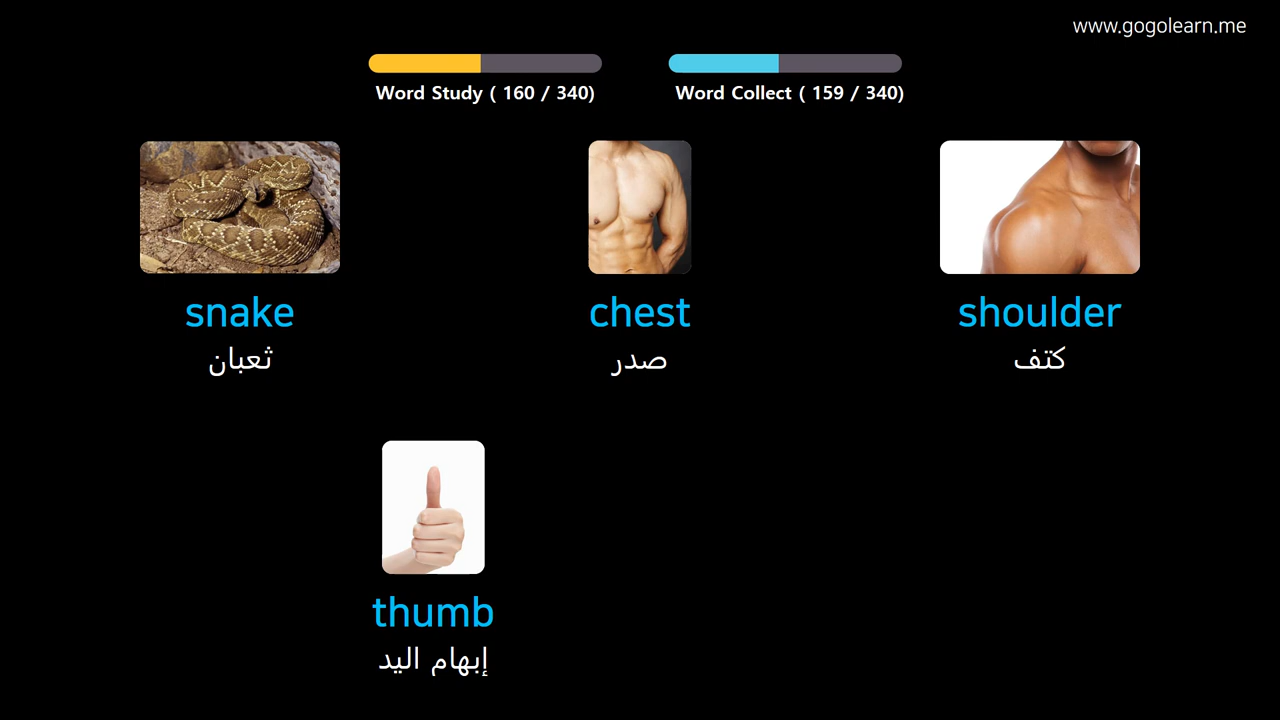 www.gogolearn.me
Word Study ( 160 / 340)
Word Collect ( 159 / 340)
snake
ثعبان
chest
صدر
shoulder
كتف
thumb
إبهام اليد